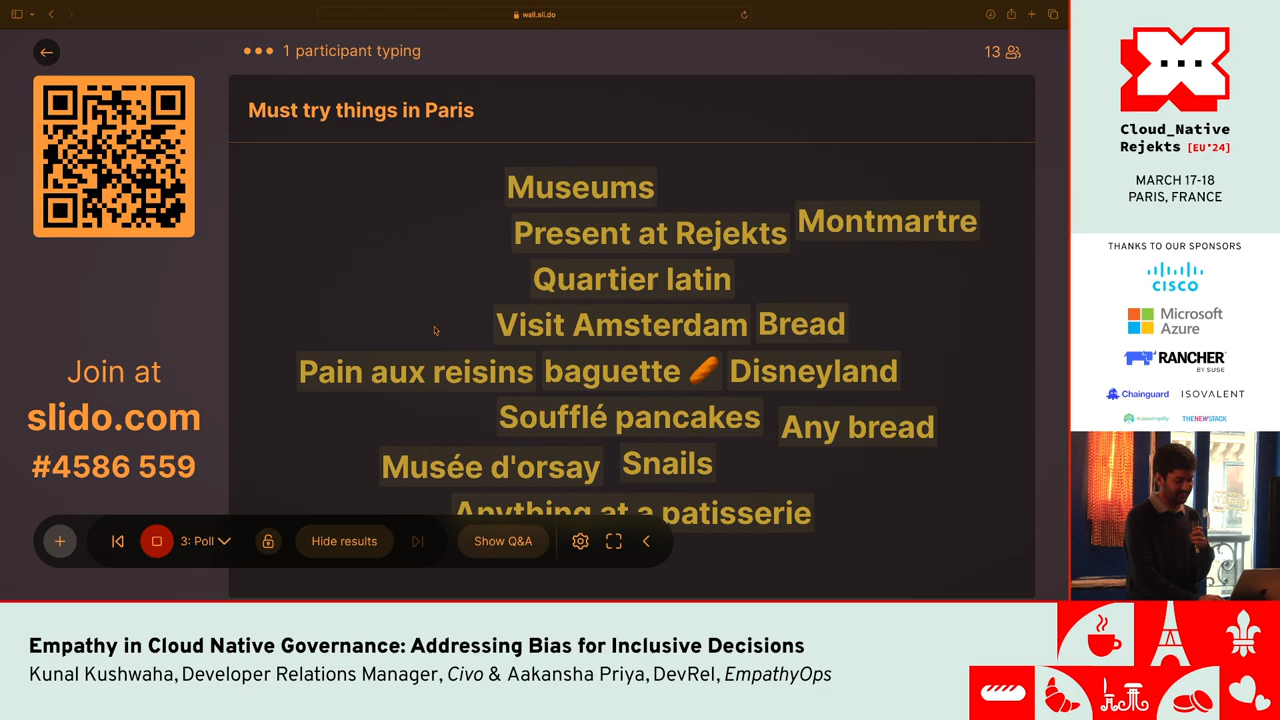 wall.sli.do
1 participant typing
13
Must try things in Paris
Museums
Present at Rejekts
Montmartre
Quartier latin
Visit Amsterdam
Bread
Pain aux reisins
baguette 🥖
Disneyland
Soufflé pancakes
Any bread
Musée d'orsay
Snails
Anything at a patisserie
Join at
slido.com
#4586 559
3: Poll
Hide results
Show Q&A
Cloud_Native
Rejekts [EU'24]
MARCH 17-18
PARIS, FRANCE
THANKS TO OUR SPONSORS
CISCO
Microsoft
Azure
RANCHER
BY SUSE
Chainguard
ISOVALENT
Kubesimplify
THENEWSTACK
Empathy in Cloud Native Governance: Addressing Bias for Inclusive Decisions
Kunal Kushwaha, Developer Relations Manager, Civo & Aakansha Priya, DevRel, EmpathyOps